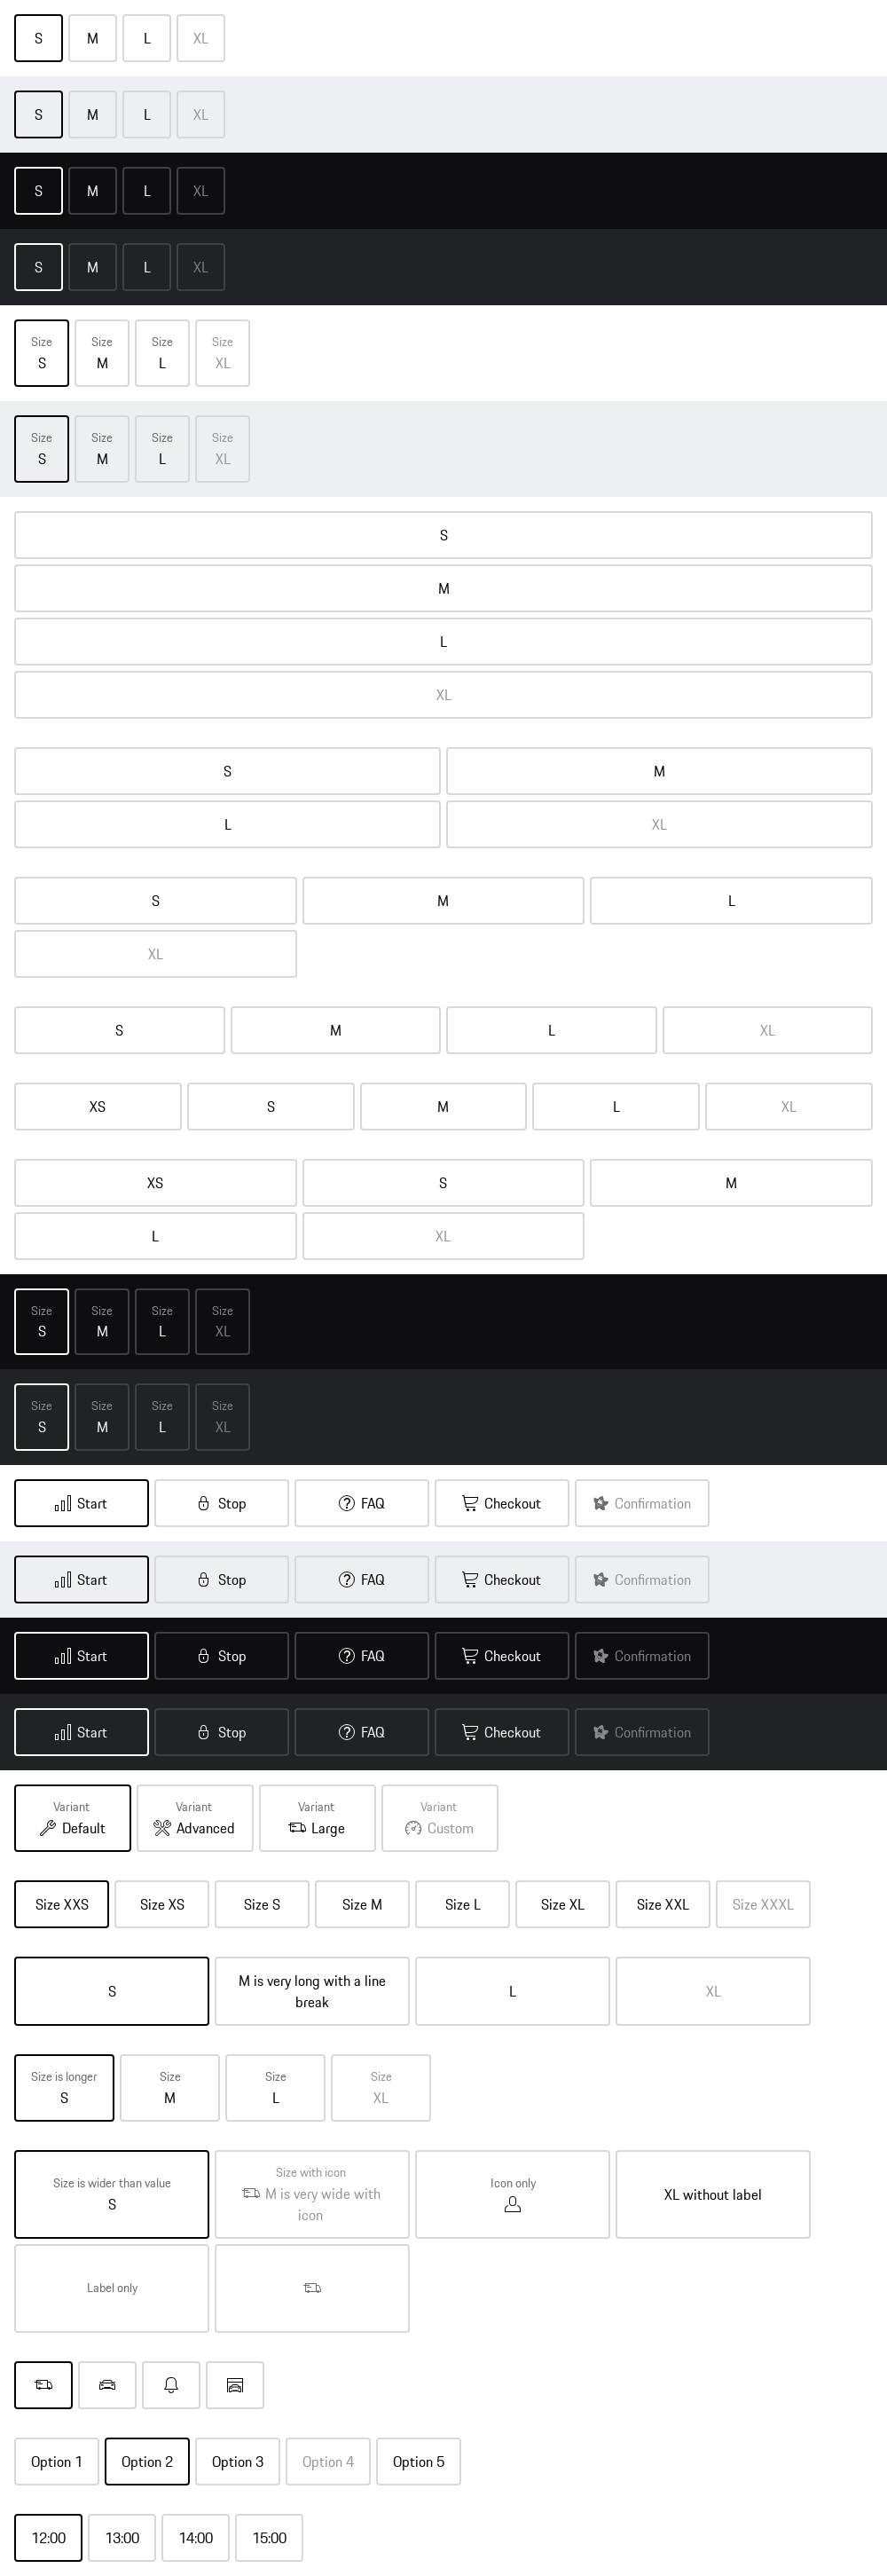 S M L XL
S M L XL
S M L XL
S M L XL
Size Size Size Size
S M L XL
Size Size Size Size
S M L XL
S
M
L
XL
S M
L XL
S M L
XL
S M L XL
XS S M L XL
XS S M
L XL
Size Size Size Size
S M L XL
Size Size Size Size
S M L XL
Start Stop FAQ Checkout Confirmation
Start Stop FAQ Checkout Confirmation
Start Stop FAQ Checkout Confirmation
Start Stop FAQ Checkout Confirmation
Variant Variant Variant Variant
Default Advanced Large Custom
Size XXS Size XS Size S Size M Size L Size XL Size XXL Size XXXL
S M is very long with a line break L XL
Size is longer Size Size Size
S M L XL
Size is wider than value
S
Size with icon
M is very wide with
icon
Icon only
XL without label
Label only
Option 1 Option 2 Option 3 Option 4 Option 5
12:00 13:00 14:00 15:00